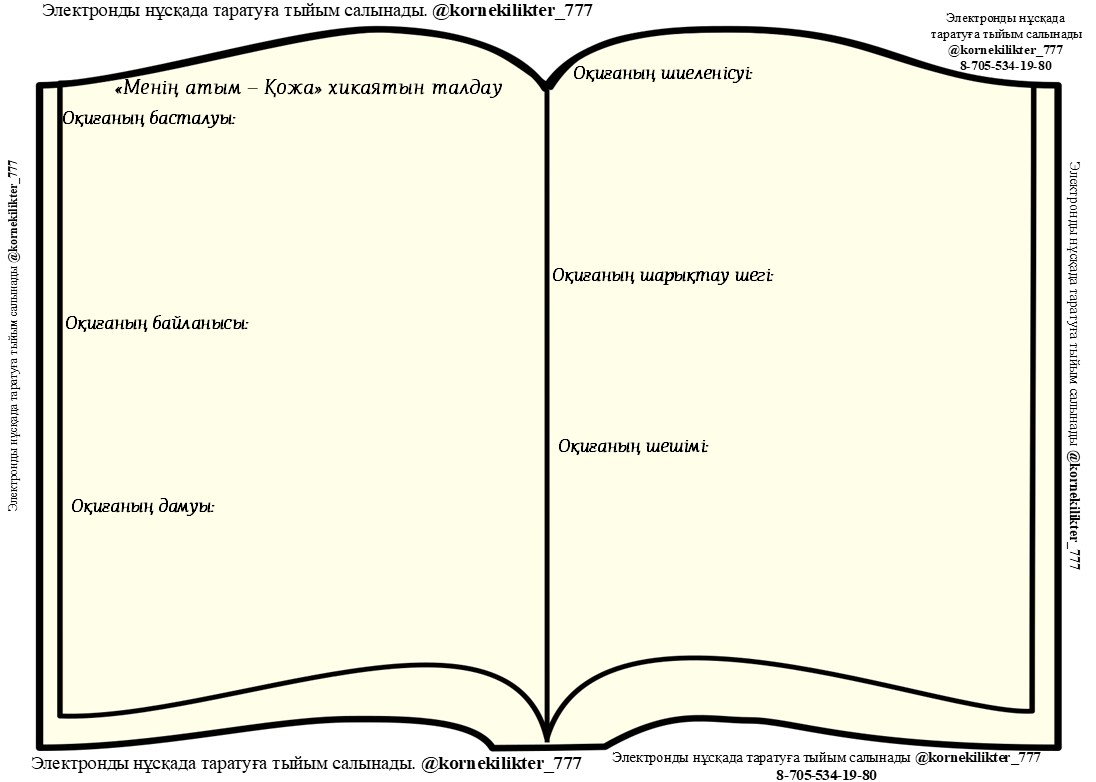 Электронды нұсқада таратуға тыйым салынады. @kornekilikter_777
Электронды нұсқада
таратуға тыйым салынады
@kornekilikter_777
8-705-534-19-80
«Менің атым – Қожа» хикаятын талдау
Оқиғаның басталуы:
Оқиғаның байланысы:
Оқиғаның дамуы:
Оқиғаның шиеленісуі:
Оқиғаның шарықтау шегі:
Оқиғаның шешімі:
Электронды нұсқада таратуға тыйым салынады @kornekilikter_777
Электронды нұсқада таратуға тыйым салынады @kornekilikter_777
Электронды нұсқада таратуға тыйым салынады. @kornekilikter_777
Электронды нұсқада таратуға тыйым салынады @kornekilikter_777
8-705-534-19-80